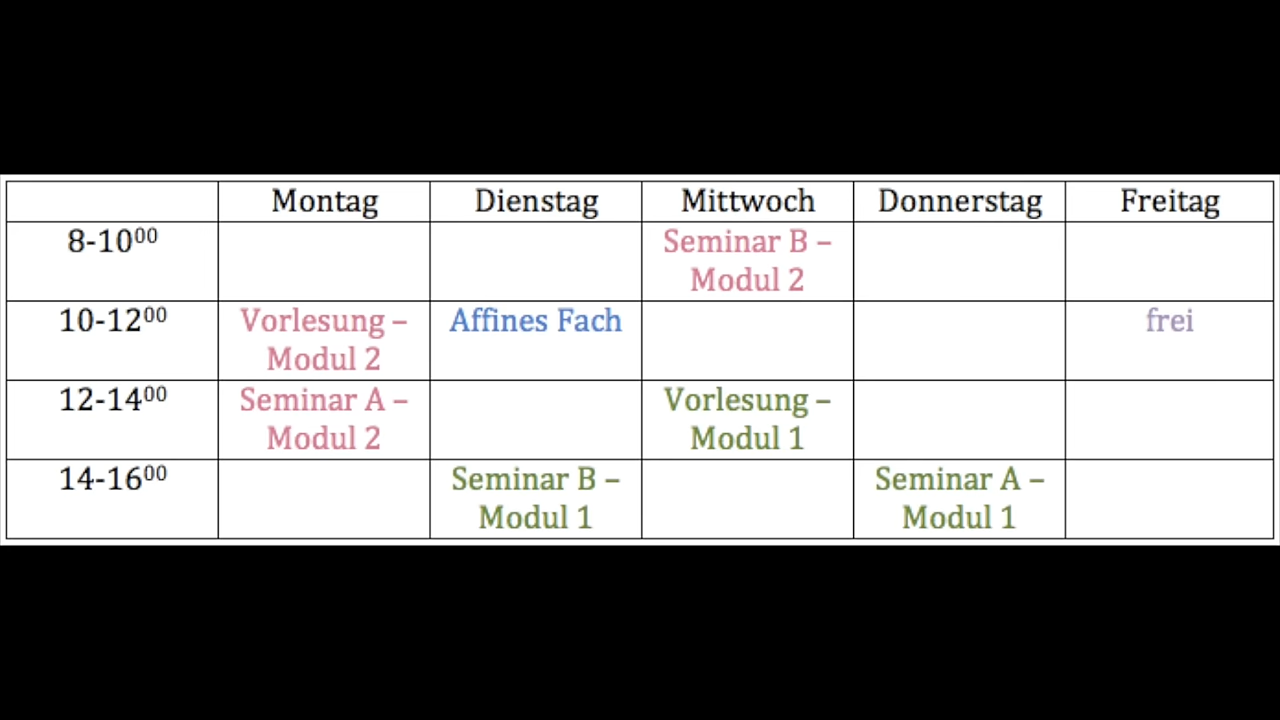 Montag Dienstag Mittwoch Donnerstag Freitag
8-10⁰⁰ Seminar B –
Modul 2
10-12⁰⁰ Vorlesung – Affines Fach frei
Modul 2
12-14⁰⁰ Seminar A – Vorlesung –
Modul 2 Modul 1
14-16⁰⁰ Seminar B – Seminar A –
Modul 1 Modul 1